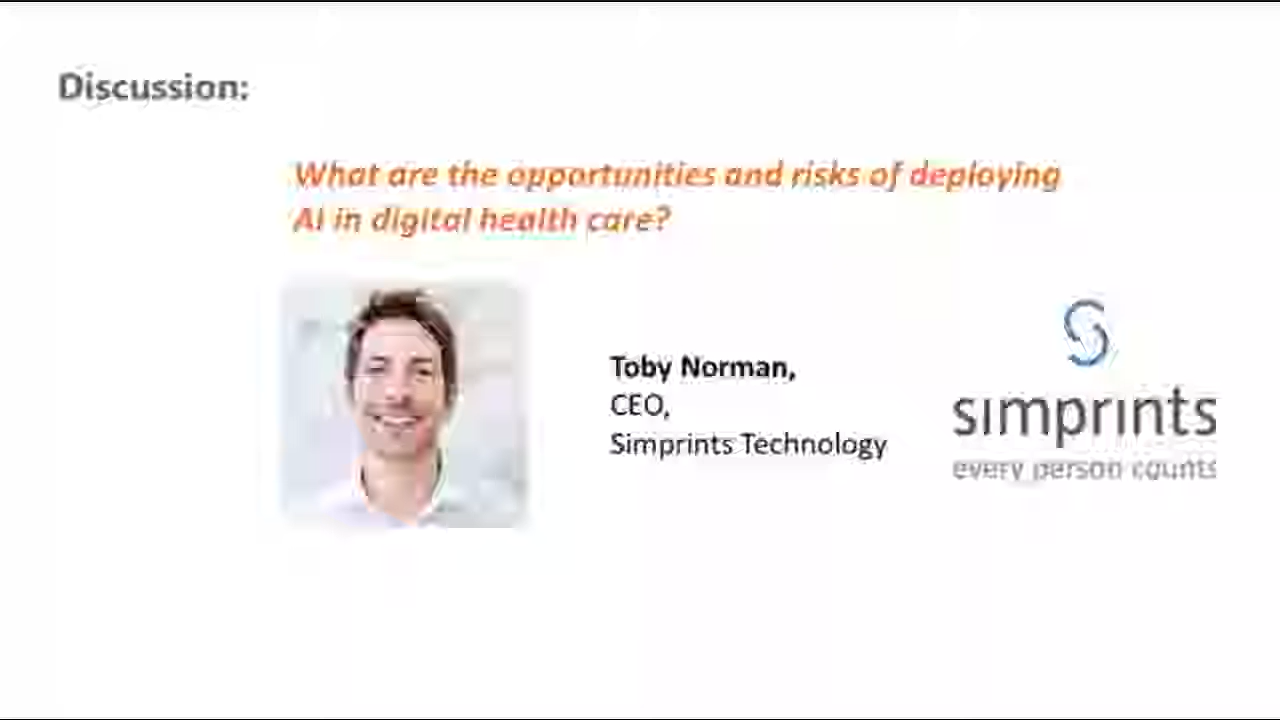 Discussion:
What are the opportunities and risks of deploying
AI in digital health care?
Toby Norman,
CEO,
Simprints Technology
simprints
every person counts